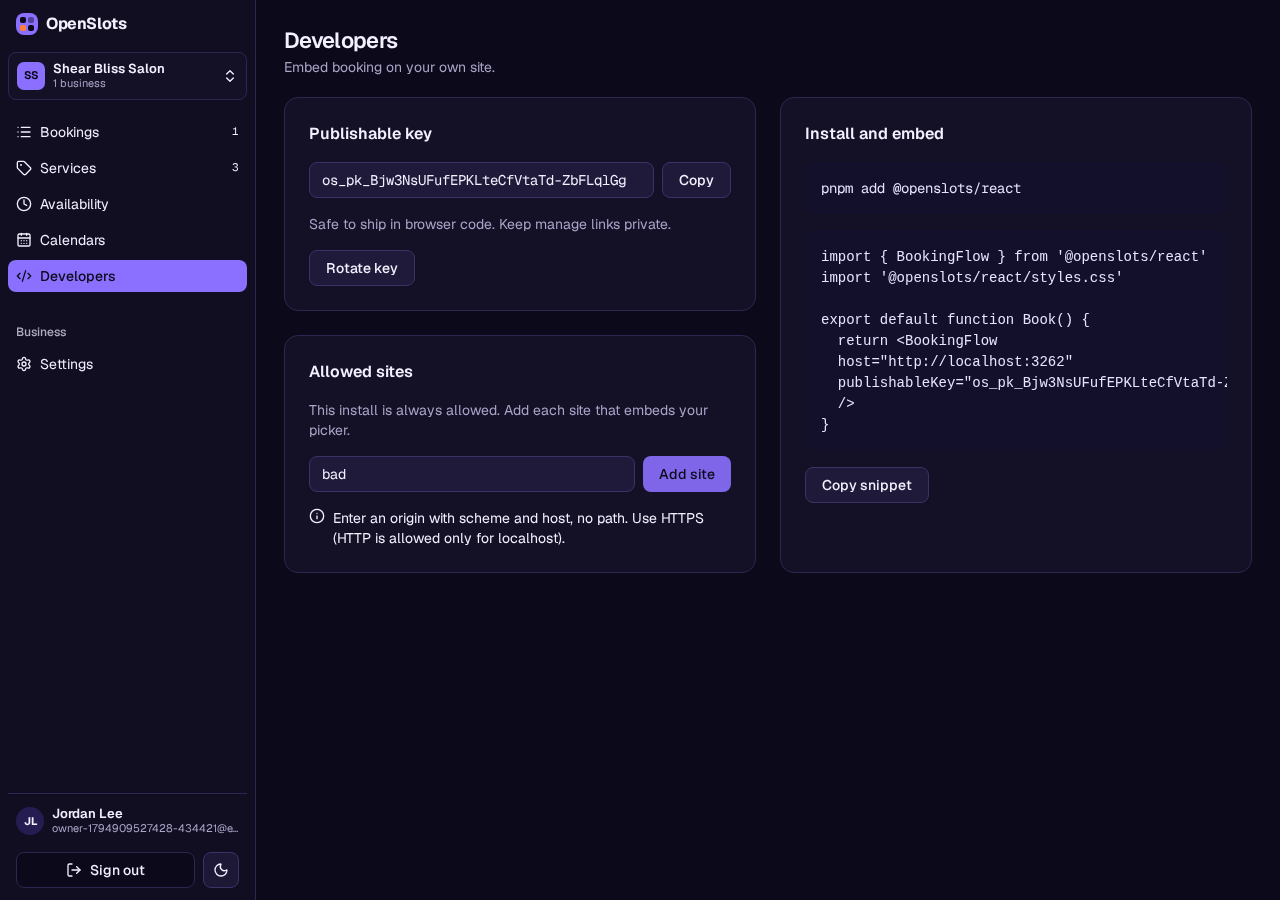 OpenSlots
SS
Shear Bliss Salon
1 business
Bookings 1
Services 3
Availability
Calendars
Developers
Business
Settings
JL
Jordan Lee
owner-1794909527428-434421@e…
Sign out
Developers
Embed booking on your own site.
Publishable key
os_pk_Bjw3NsUFufEPKLteCfVtaTd-ZbFLqlGg
Copy
Safe to ship in browser code. Keep manage links private.
Rotate key
Allowed sites
This install is always allowed. Add each site that embeds your
picker.
bad
Add site
Enter an origin with scheme and host, no path. Use HTTPS
(HTTP is allowed only for localhost).
Install and embed
pnpm add @openslots/react
import { BookingFlow } from '@openslots/react'
import '@openslots/react/styles.css'
export default function Book() {
return <BookingFlow
host="http://localhost:3262"
publishableKey="os_pk_Bjw3NsUFufEPKLteCfVtaTd-Z
/>
}
Copy snippet